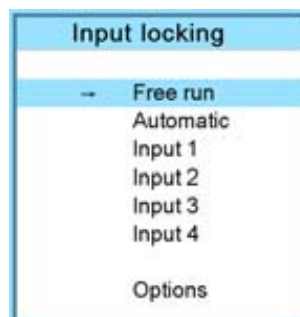 Input locking
→ Free run
Automatic
Input 1
Input 2
Input 3
Input 4
Options